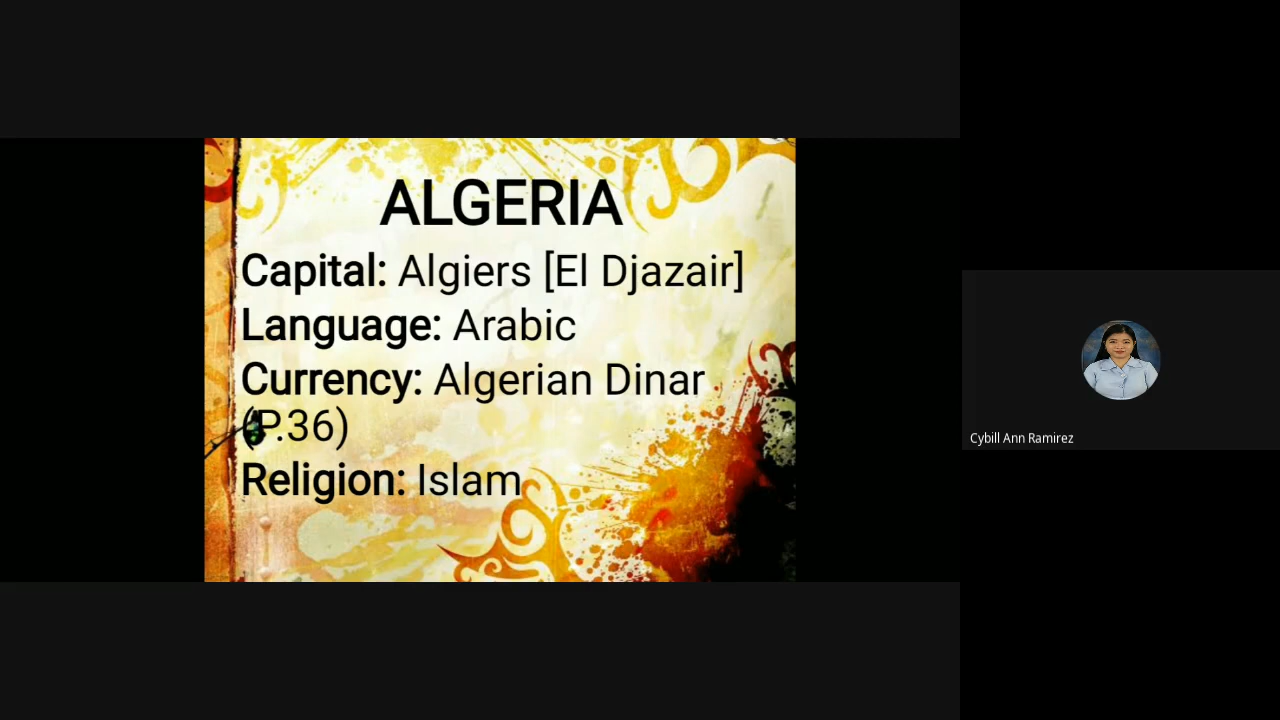 ALGERIA
Capital: Algiers [El Djazair]
Language: Arabic
Currency: Algerian Dinar
(P.36)
Religion: Islam
Cybill Ann Ramirez